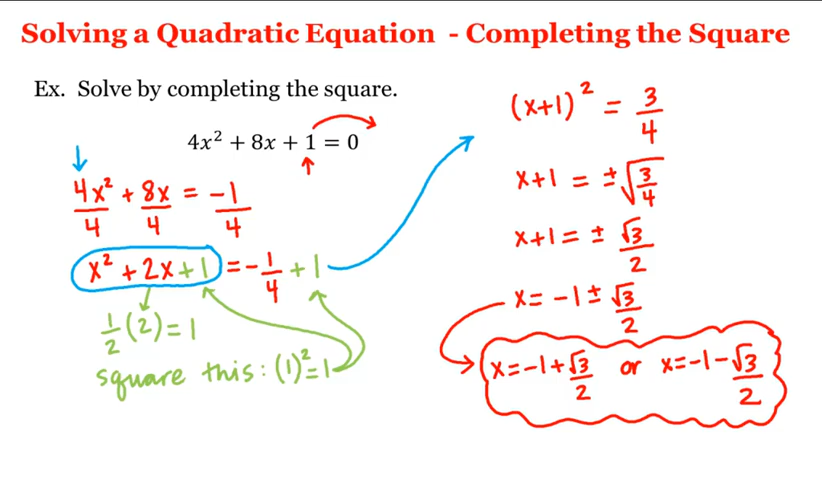 Solving a Quadratic Equation - Completing the Square
Ex. Solve by completing the square.
4x² + 8x + 1 = 0
4x²/4 + 8x/4 = -1/4
x² + 2x + 1 = -1/4 + 1
1/2(2) = 1
square this: (1)² = 1
(x+1)² = 3/4
x+1 = ±√(3/4)
x+1 = ± √3/2
x = -1 ± √3/2
x = -1 + √3/2 or x = -1 - √3/2